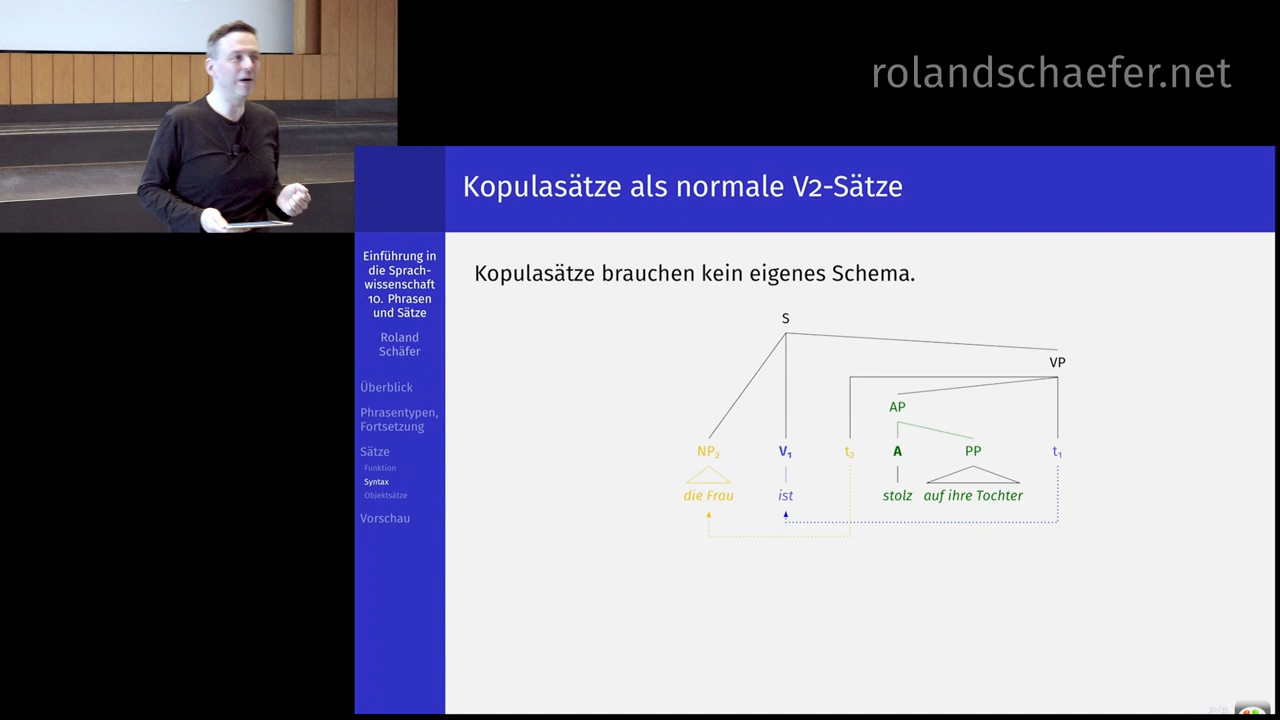 rolandschaefer.net
Kopulasätze als normale V2-Sätze
Einführung in
die Sprach-
wissenschaft
10. Phrasen
und Sätze
Roland
Schäfer
Überblick
Phrasentypen,
Fortsetzung
Sätze
Funktion
Syntax
Objektsätze
Vorschau
Kopulasätze brauchen kein eigenes Schema.
S
VP
AP
NP₂ V₁ t₂ A PP t₁
die Frau ist stolz auf ihre Tochter